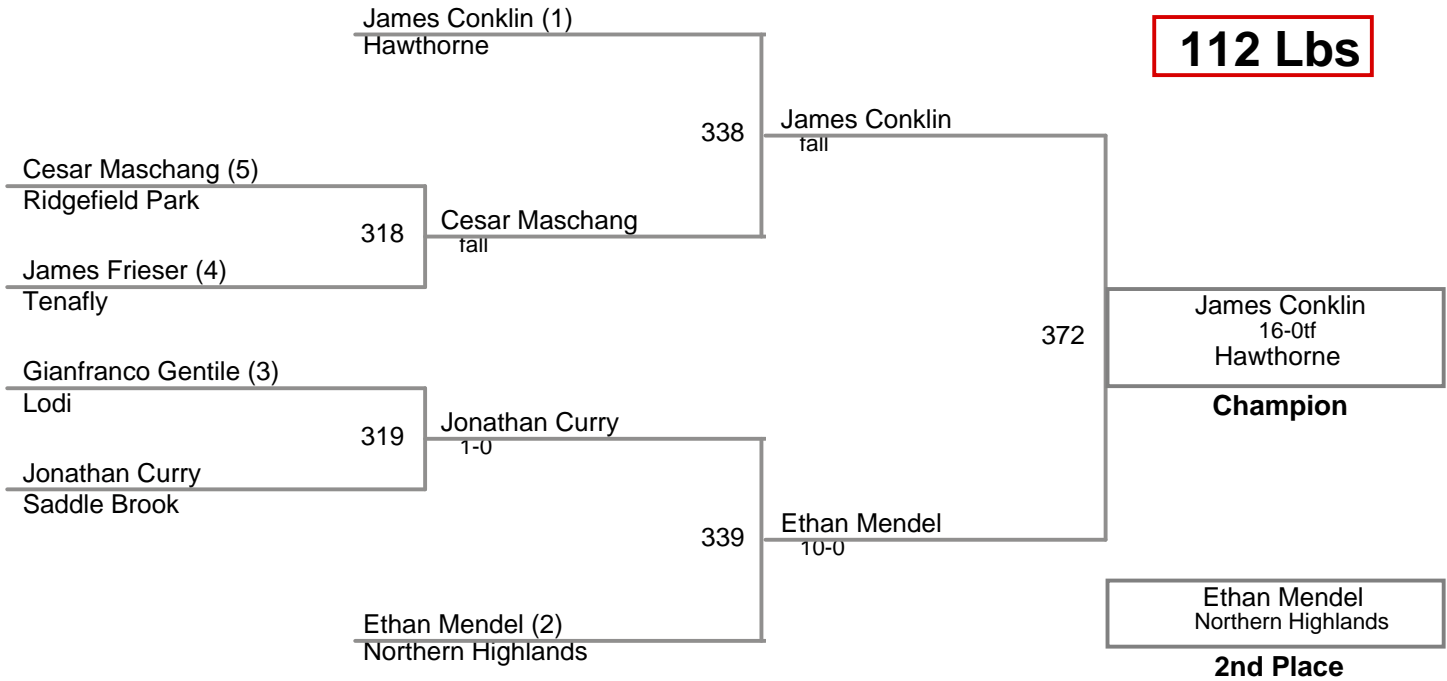 James Conklin (1)
Hawthorne
112 Lbs
338
James Conklin
fall
Cesar Maschang (5)
Ridgefield Park
318
Cesar Maschang
fall
James Frieser (4)
Tenafly
372
James Conklin
16-0tf
Hawthorne
Champion
Gianfranco Gentile (3)
Lodi
319
Jonathan Curry
1-0
Jonathan Curry
Saddle Brook
339
Ethan Mendel
10-0
Ethan Mendel (2)
Northern Highlands
Ethan Mendel
Northern Highlands
2nd Place